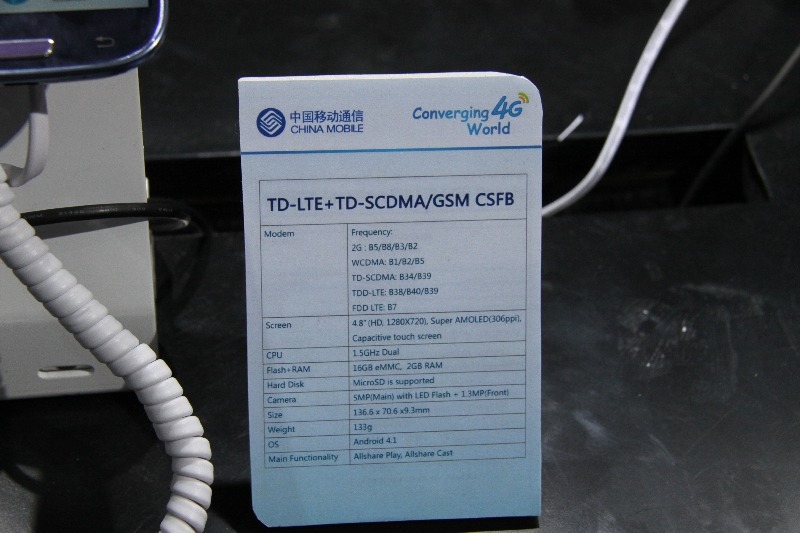 中国移动通信
CHINA MOBILE
Converging 4G
World
TD-LTE+TD-SCDMA/GSM CSFB
Modem
Frequency:
2G : B5/B8/B3/B2
WCDMA: B1/B2/B5
TD-SCDMA: B34/B39
TDD-LTE: B38/B40/B39
FDD LTE: B7
Screen
4.8"(HD, 1280X720), Super AMOLED(306ppi),
Capacitive touch screen
CPU
1.5GHz Dual
Flash+RAM
16GB eMMC, 2GB RAM
Hard Disk
MicroSD is supported
Camera
5MP(Main) with LED Flash + 1.3MP(Front)
Size
136.6 x 70.6 x9.3mm
Weight
133g
OS
Android 4.1
Main Functionality
Allshare Play, Allshare Cast